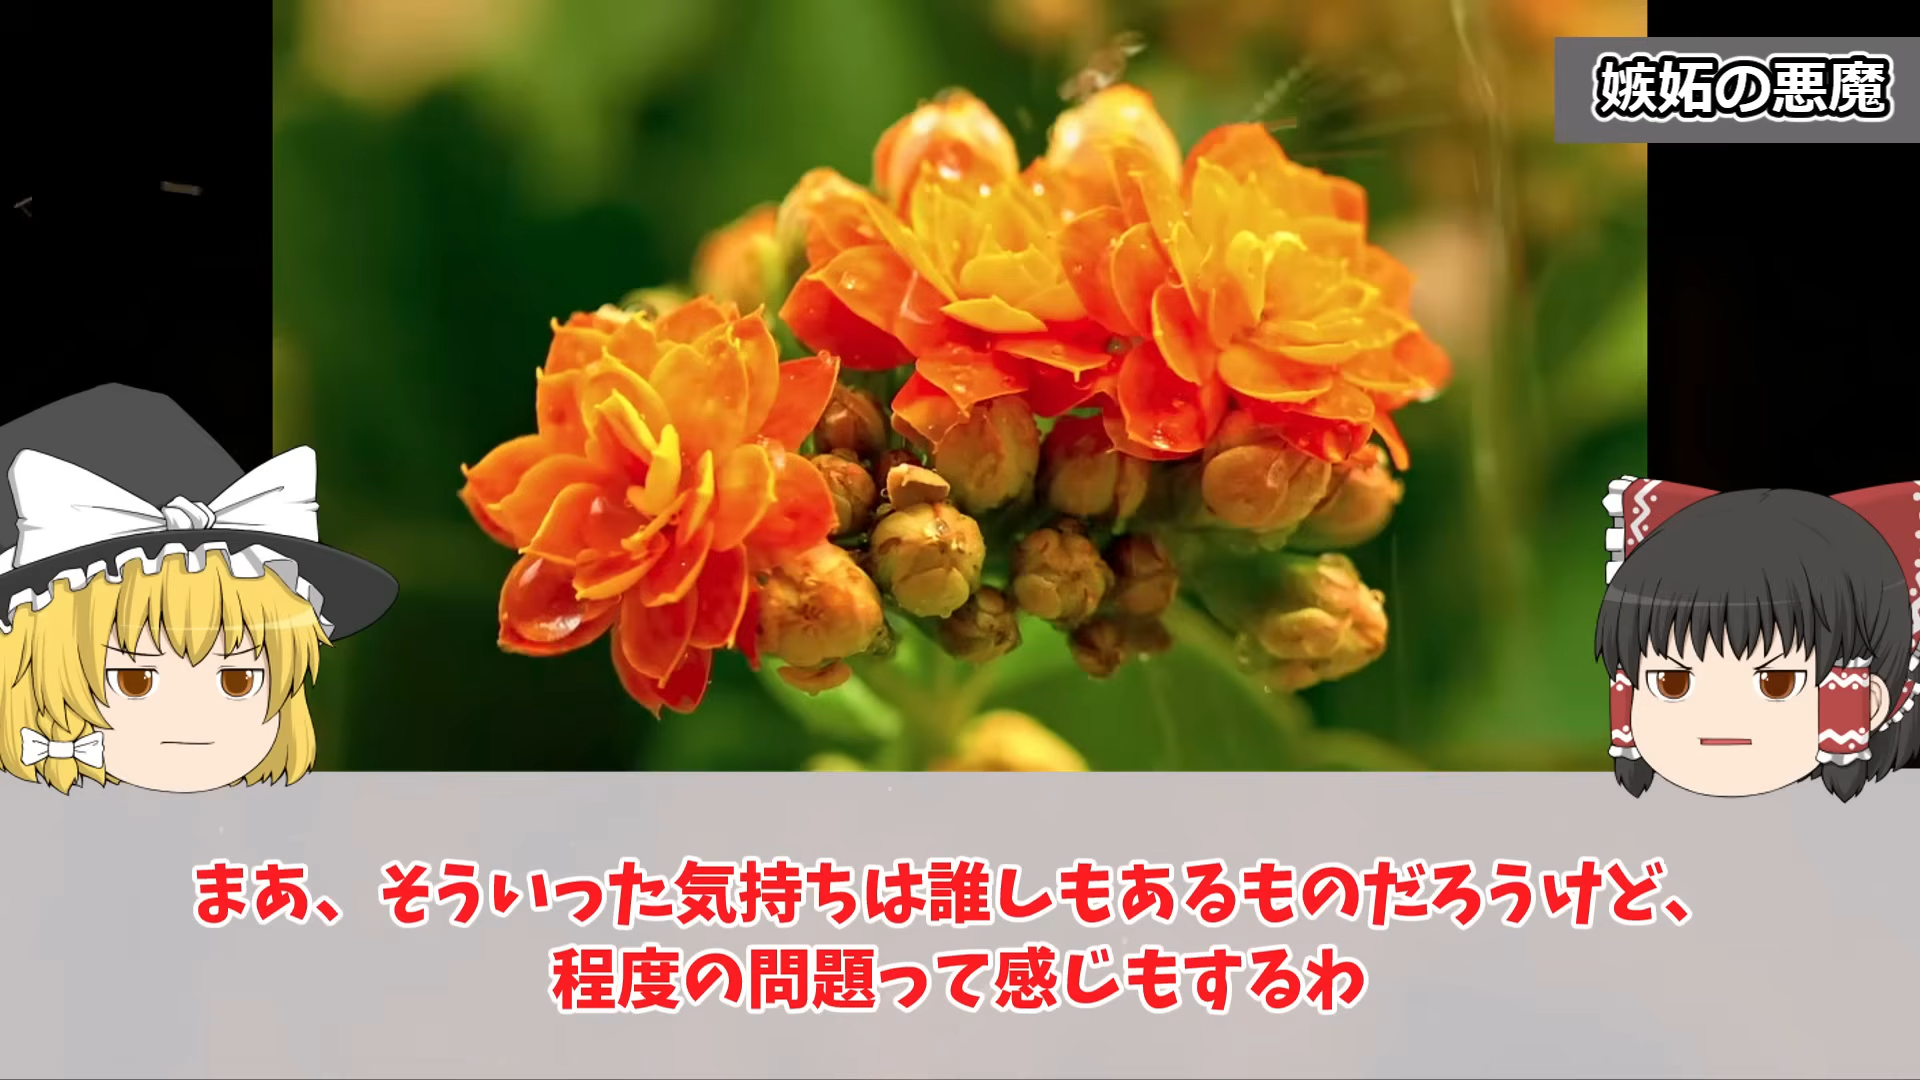 嫉妬の悪魔
まあ、そういった気持ちは誰しもあるものだろうけど、
程度の問題って感じもするわ